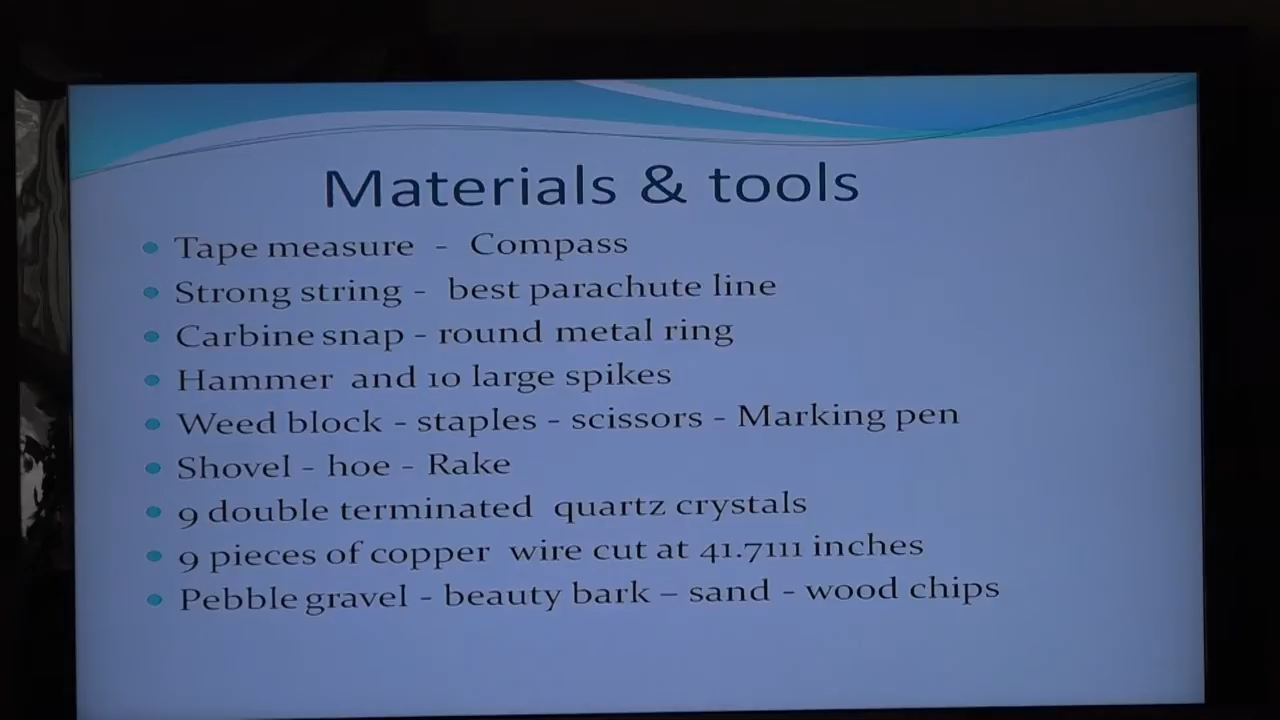 Materials & tools
Tape measure - Compass
Strong string - best parachute line
Carbine snap - round metal ring
Hammer and 10 large spikes
Weed block - staples - scissors - Marking pen
Shovel - hoe - Rake
9 double terminated quartz crystals
9 pieces of copper wire cut at 41.7111 inches
Pebble gravel - beauty bark – sand - wood chips